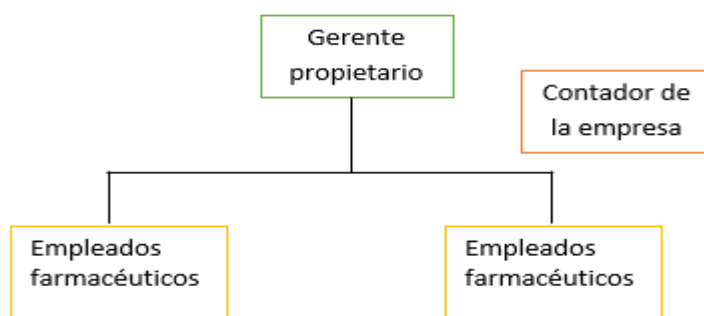 Gerente
propietario
Contador de
la empresa
Empleados
farmacéuticos
Empleados
farmacéuticos